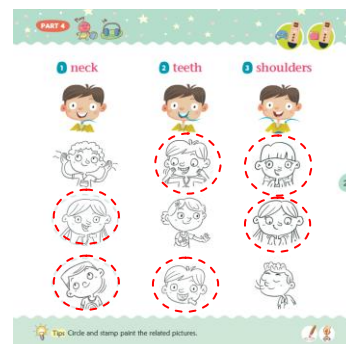 PART 4
1 neck
2 teeth
3 shoulders
Tips Circle and stamp paint the related pictures.